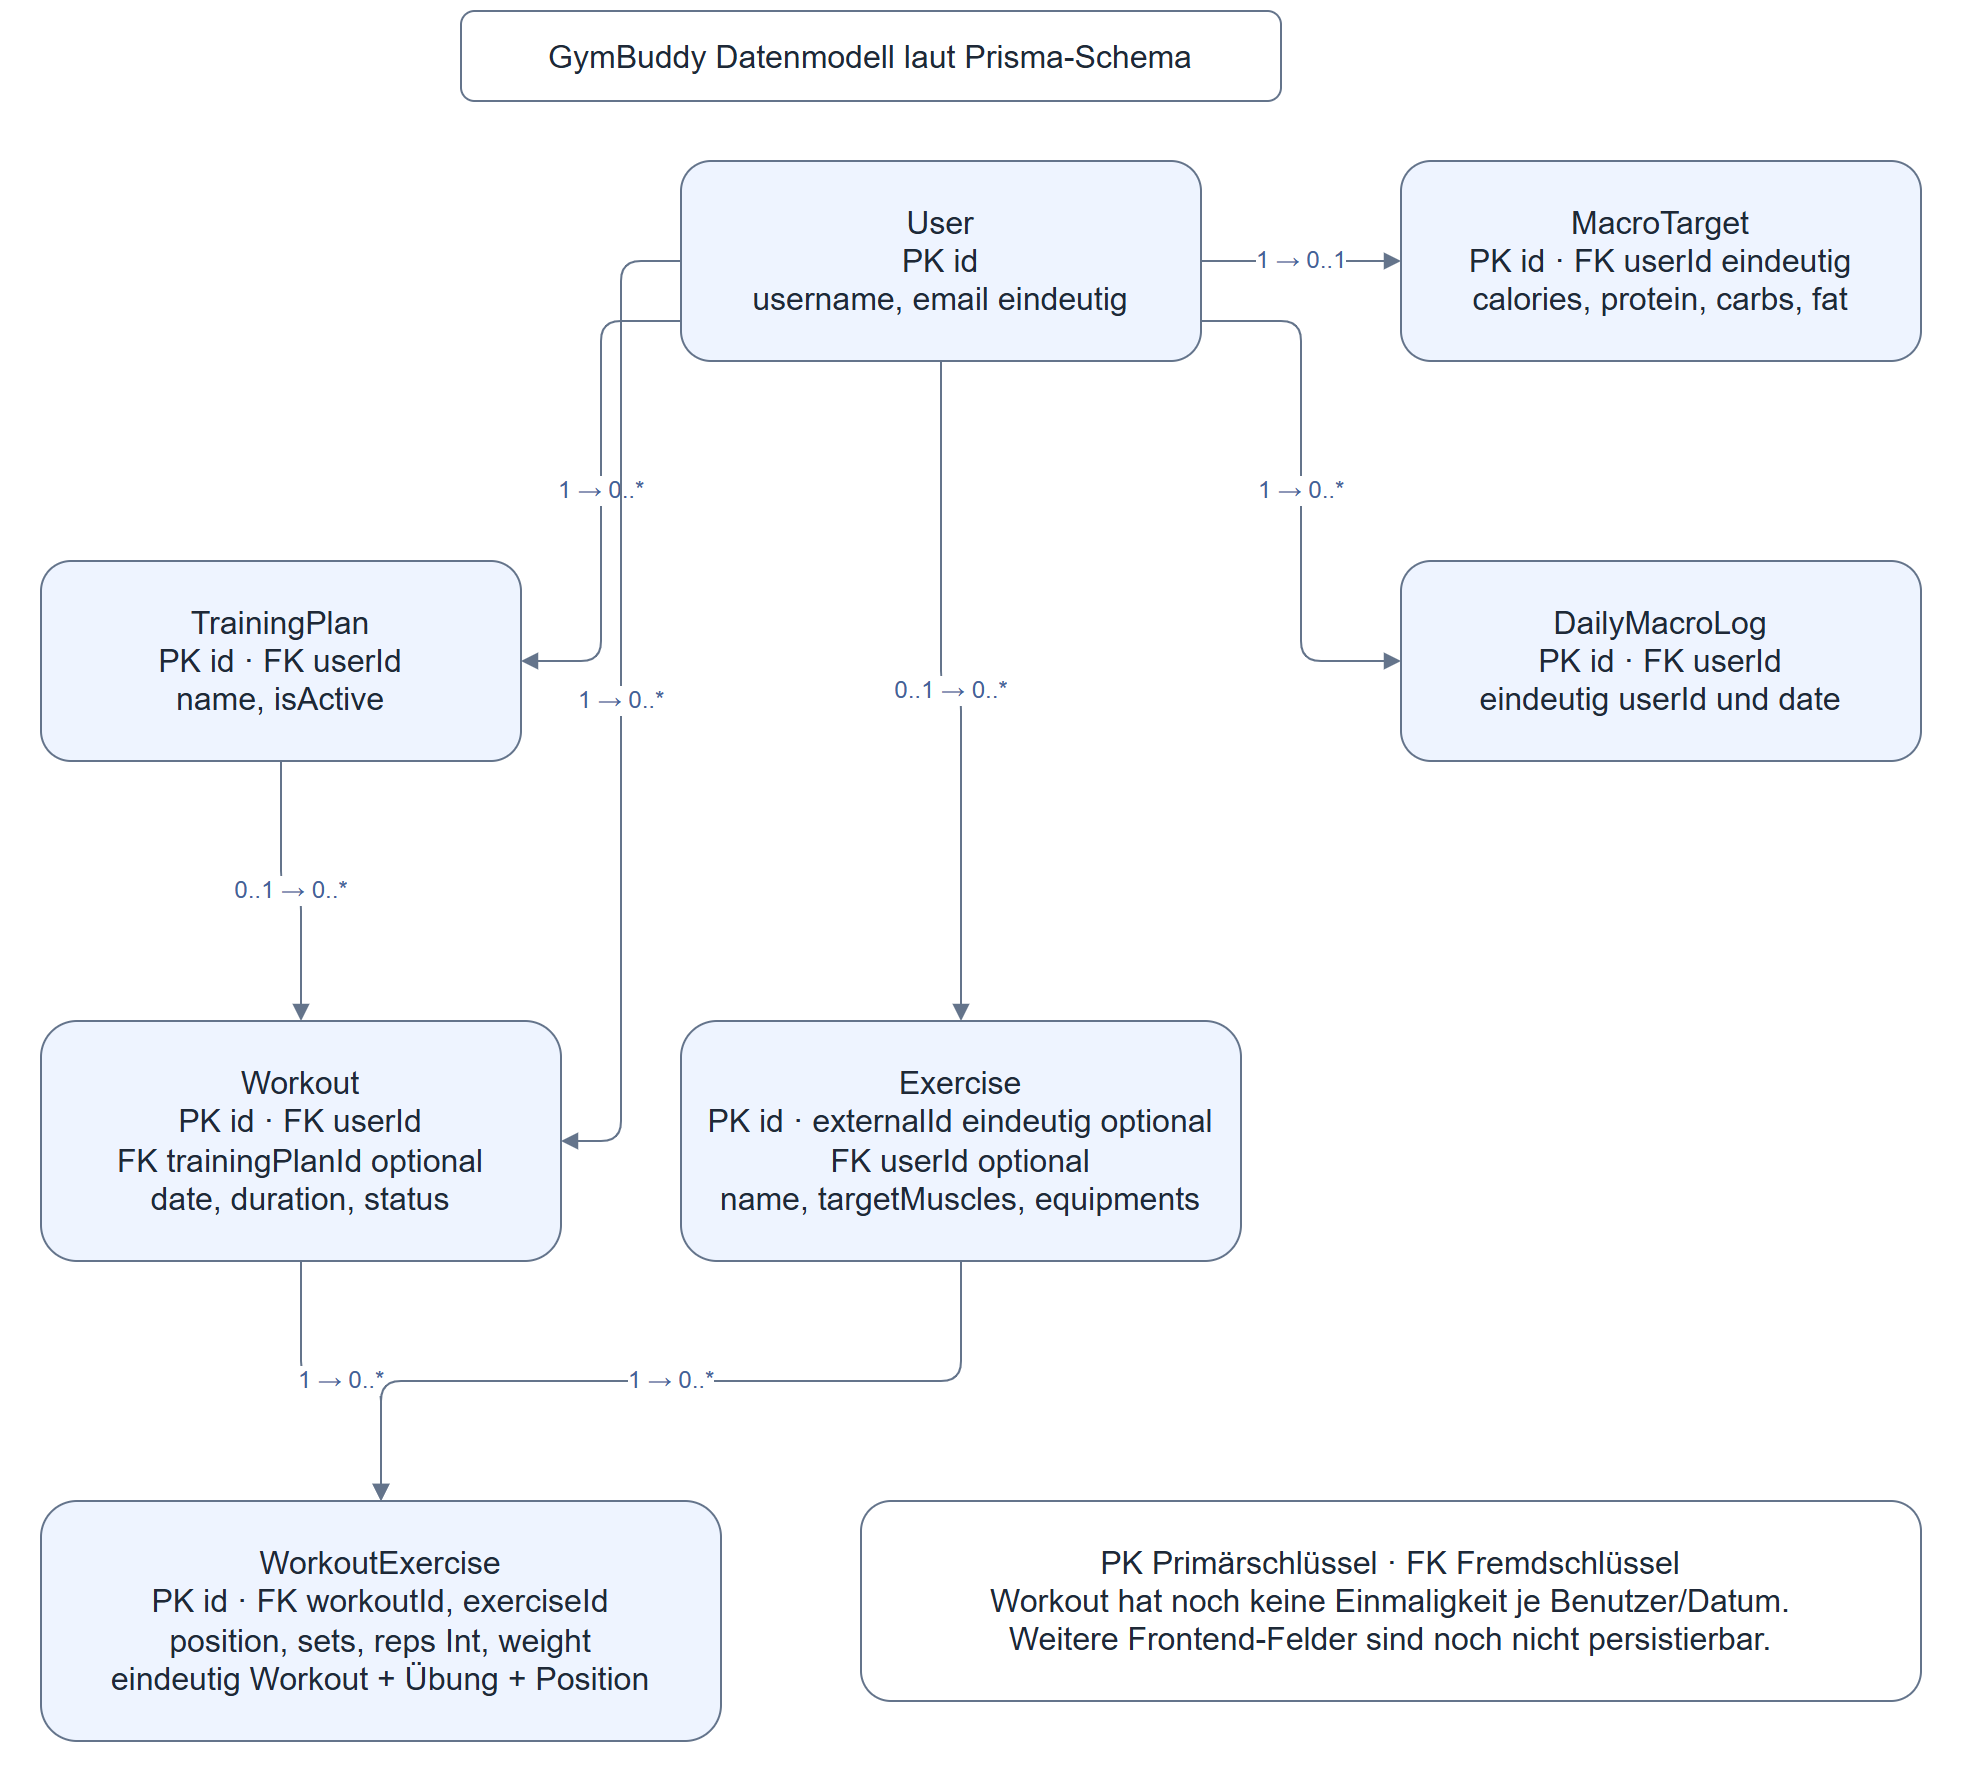 GymBuddy Datenmodell laut Prisma-Schema
User
PK id
username, email eindeutig
1 → 0..1
MacroTarget
PK id · FK userId eindeutig
calories, protein, carbs, fat
1 → 0..*
1 → 0..*
TrainingPlan
PK id · FK userId
name, isActive
1 → 0..*
0..1 → 0..*
DailyMacroLog
PK id · FK userId
eindeutig userId und date
0..1 → 0..*
Workout
PK id · FK userId
FK trainingPlanId optional
date, duration, status
Exercise
PK id · externalId eindeutig optional
FK userId optional
name, targetMuscles, equipments
1 → 0..*
1 → 0..*
WorkoutExercise
PK id · FK workoutId, exerciseId
position, sets, reps Int, weight
eindeutig Workout + Übung + Position
PK Primärschlüssel · FK Fremdschlüssel
Workout hat noch keine Einmaligkeit je Benutzer/Datum.
Weitere Frontend-Felder sind noch nicht persistierbar.